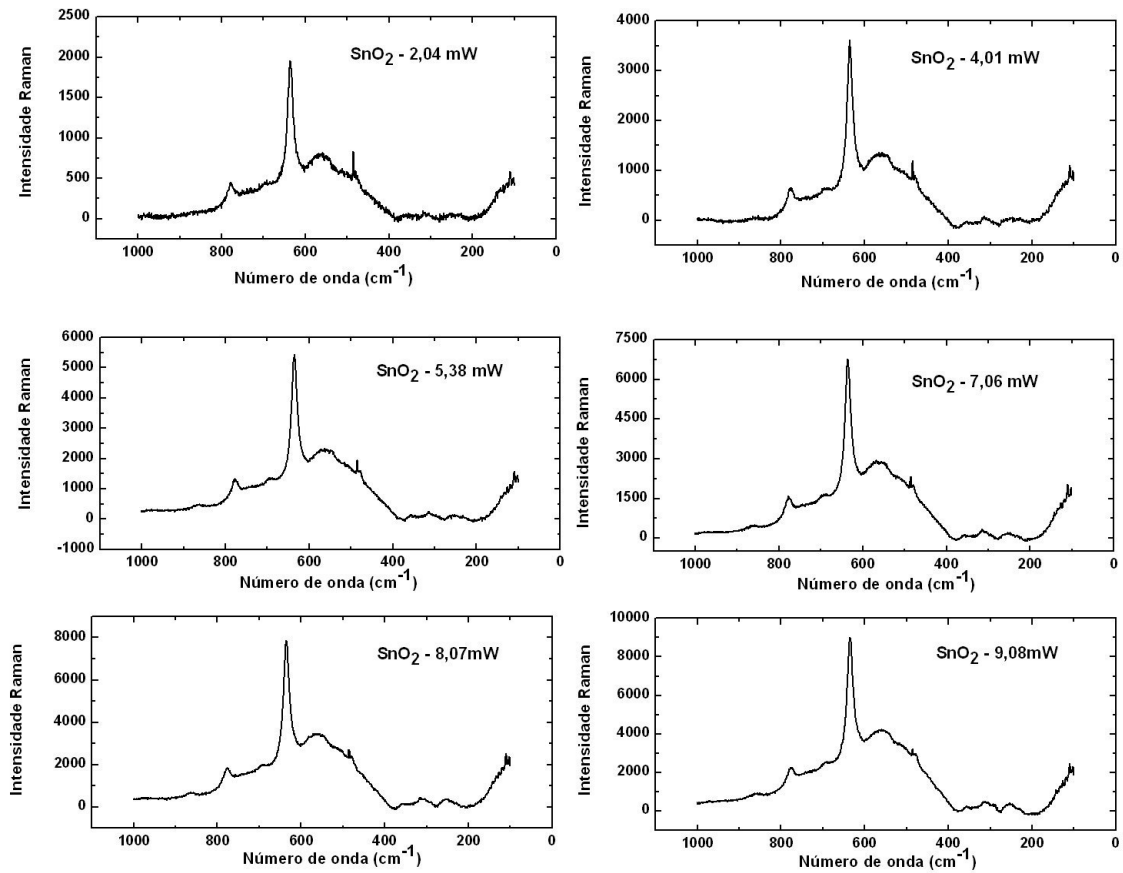 SnO2 - 2,04 mW
Intensidade Raman
2500
2000
1500
1000
500
0
1000 800 600 400 200 0
Número de onda (cm-1)
SnO2 - 4,01 mW
Intensidade Raman
4000
3000
2000
1000
0
1000 800 600 400 200 0
Número de onda (cm-1)
SnO2 - 5,38 mW
Intensidade Raman
6000
5000
4000
3000
2000
1000
0
-1000
1000 800 600 400 200 0
Número de onda (cm-1)
SnO2 - 7,06 mW
Intensidade Raman
7500
6000
4500
3000
1500
0
1000 800 600 400 200 0
Número de onda (cm-1)
SnO2 - 8,07mW
Intensidade Raman
8000
6000
4000
2000
0
1000 800 600 400 200 0
Número de onda (cm-1)
SnO2 - 9,08mW
Intensidade Raman
10000
8000
6000
4000
2000
0
1000 800 600 400 200 0
Número de onda (cm-1)